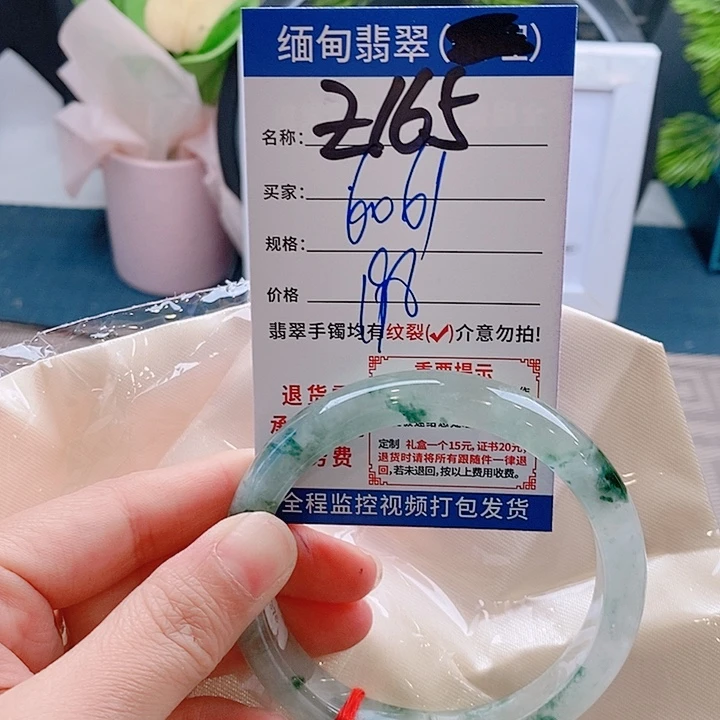 缅甸翡翠(
名称: Z165
买家: 6061
规格:
价格 198
翡翠手镯均有纹裂(✓)介意勿拍!
重要提示
退货
定制 礼盒一个15元,证书20元,
退货时请将所有跟随件一律退
回,若未退回,按以上费用收费。
费
全程监控视频打包发货